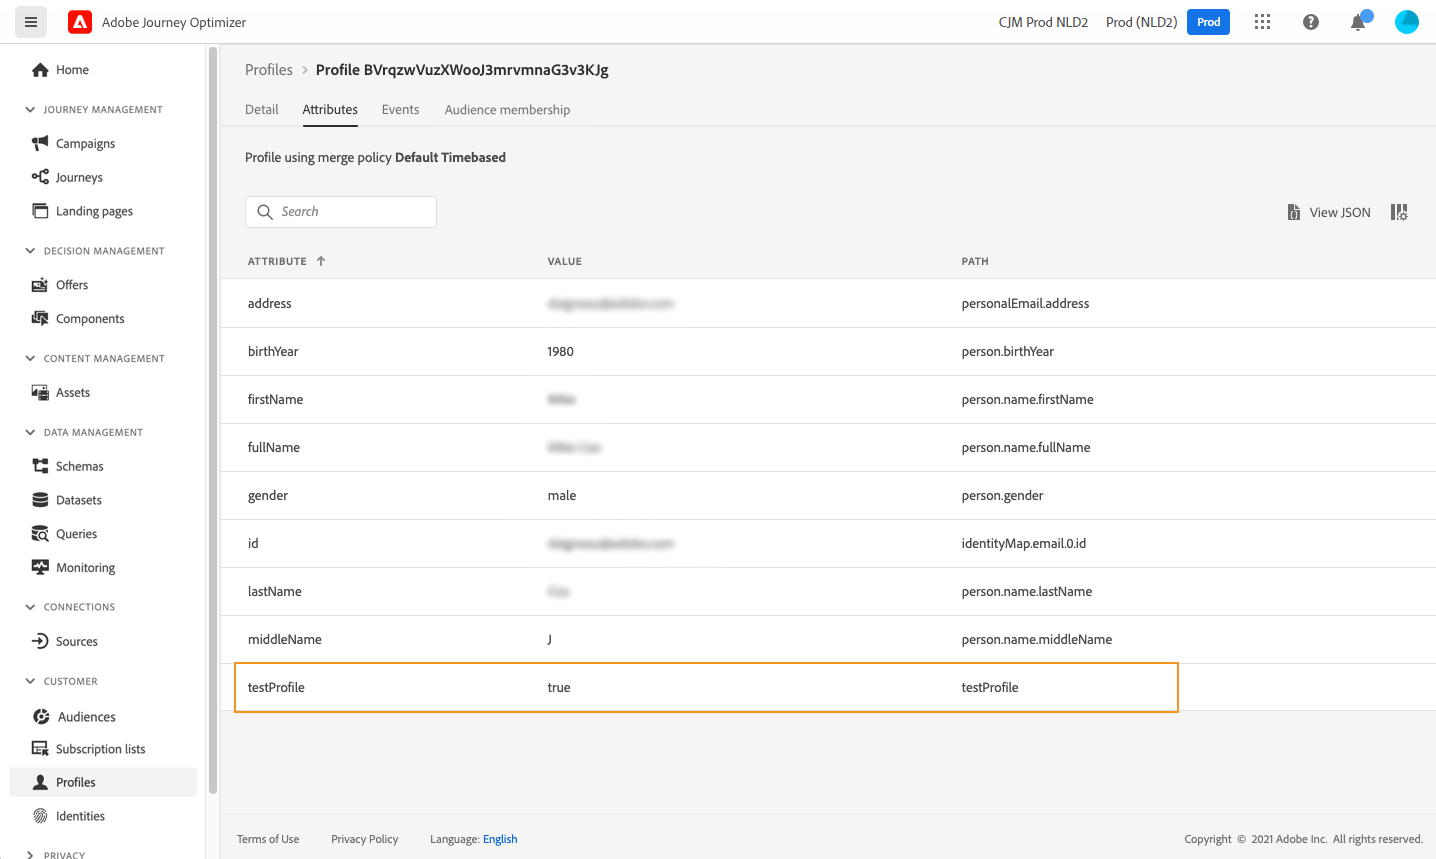 Adobe Journey Optimizer
CJM Prod NLD2
Prod (NLD2)
Prod
Home
JOURNEY MANAGEMENT
Campaigns
Journeys
Landing pages
DECISION MANAGEMENT
Offers
Components
CONTENT MANAGEMENT
Assets
DATA MANAGEMENT
Schemas
Datasets
Queries
Monitoring
CONNECTIONS
Sources
CUSTOMER
Audiences
Subscription lists
Profiles
Identities
PRIVACY
Profiles > Profile BVrqzwVuzXWooJ3mrvmnaG3v3KJg
Detail Attributes Events Audience membership
Profile using merge policy Default Timebased
Search
View JSON
ATTRIBUTE VALUE PATH
address personalEmail.address
birthYear 1980 person.birthYear
firstName person.name.firstName
fullName person.name.fullName
gender male person.gender
id identityMap.email.0.id
lastName person.name.lastName
middleName J person.name.middleName
testProfile true testProfile
Terms of Use Privacy Policy Language: English
Copyright © 2021 Adobe Inc. All rights reserved.